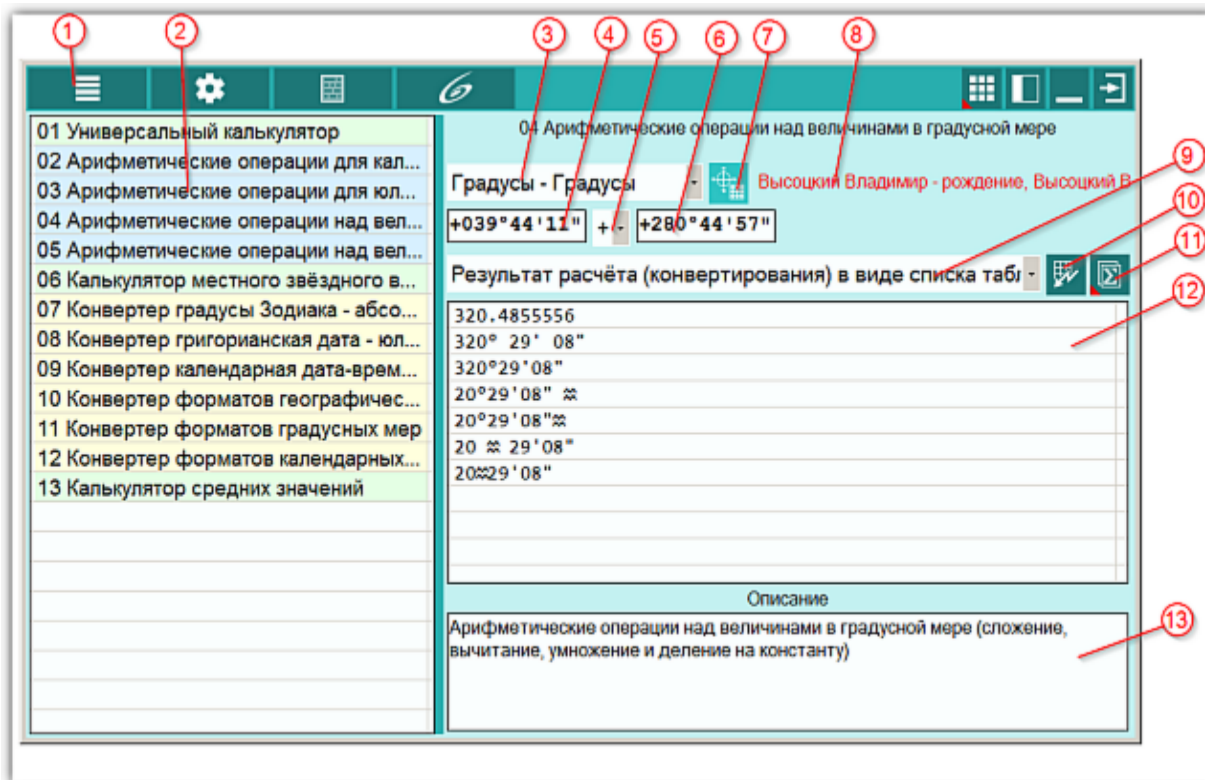 1 2 3 4 5 6 7 8
04 Арифметические операции над величинами в градусной мере
01 Универсальный калькулятор
02 Арифметические операции для кал...
03 Арифметические операции для юл...
04 Арифметические операции над вел...
05 Арифметические операции над вел...
06 Калькулятор местного звёздного в...
07 Конвертер градусы Зодиака - абсо...
08 Конвертер григорианская дата - юл...
09 Конвертер календарная дата-врем...
10 Конвертер форматов географичес...
11 Конвертер форматов градусных мер
12 Конвертер форматов календарных...
13 Калькулятор средних значений
Градусы - Градусы
Высоцкий Владимир - рождение, Высоцкий В
+039°44'11" + +280°44'57"
9
10
11
12
13
Результат расчёта (конвертирования) в виде списка табл
320.4855556
320° 29' 08"
320°29'08"
20°29'08" ♒
20°29'08"♒
20 ♒ 29'08"
20♒29'08"
Описание
Арифметические операции над величинами в градусной мере (сложение,
вычитание, умножение и деление на константу)